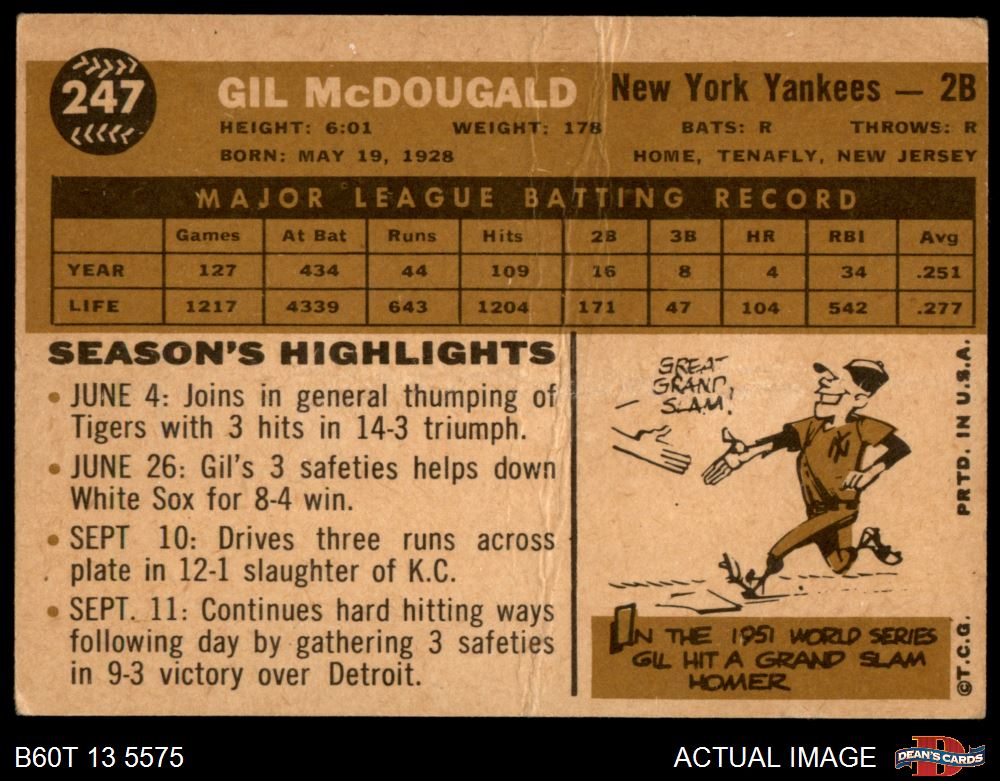 247
GIL McDOUGALD New York Yankees — 2B
HEIGHT: 6:01 WEIGHT: 178 BATS: R THROWS: R
BORN: MAY 19, 1928 HOME, TENAFLY, NEW JERSEY
MAJOR LEAGUE BATTING RECORD
Games At Bat Runs Hits 2B 3B HR RBI Avg
YEAR 127 434 44 109 16 8 4 34 .251
LIFE 1217 4339 643 1204 171 47 104 542 .277
SEASON'S HIGHLIGHTS
• JUNE 4: Joins in general thumping of
Tigers with 3 hits in 14-3 triumph.
• JUNE 26: Gil's 3 safeties helps down
White Sox for 8-4 win.
• SEPT 10: Drives three runs across
plate in 12-1 slaughter of K.C.
• SEPT. 11: Continues hard hitting ways
following day by gathering 3 safeties
in 9-3 victory over Detroit.
GREAT
GRAND
SLAM!
NY
IN THE 1951 WORLD SERIES
GIL HIT A GRAND SLAM
HOMER
PRTD. IN U.S.A.
©T.C.G.
B60T 13 5575
ACTUAL IMAGE
DEAN'S CARDS